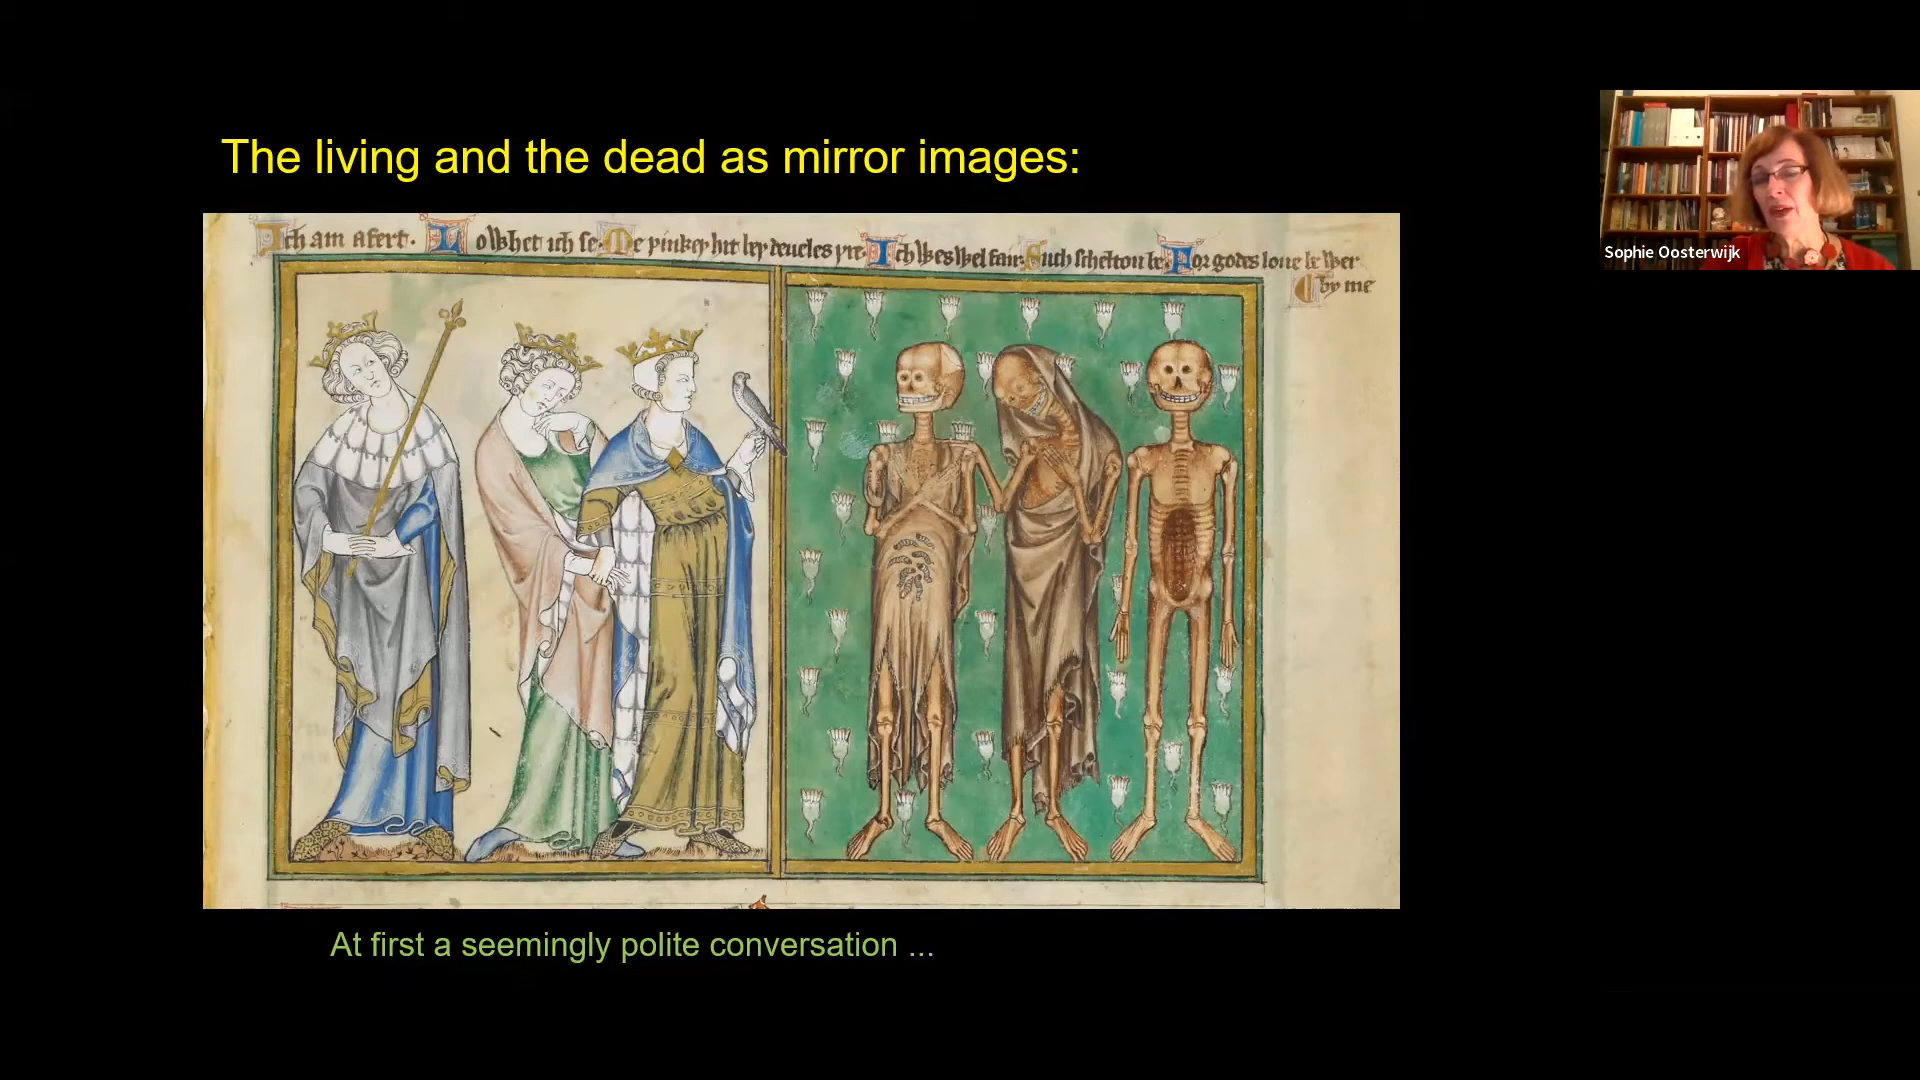 The living and the dead as mirror images:
Ich am afert. Lo whet ich se. Me þinkeþ hit bey deueles þre. Ich wes wel fair. Such scheltou be. For godes loue be wer
by me
At first a seemingly polite conversation ...
Sophie Oosterwijk